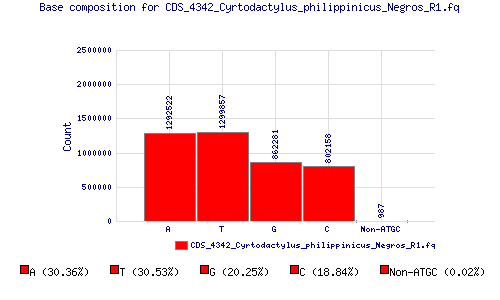 Base composition for CDS_4342_Cyrtodactylus_philippinicus_Negros_R1.fq
2500000
2000000
1500000
1000000
500000
0
Count
1292522
1299857
862281
802158
987
A T G C Non-ATGC
CDS_4342_Cyrtodactylus_philippinicus_Negros_R1.fq
A (30.36%) T (30.53%) G (20.25%) C (18.84%) Non-ATGC (0.02%)